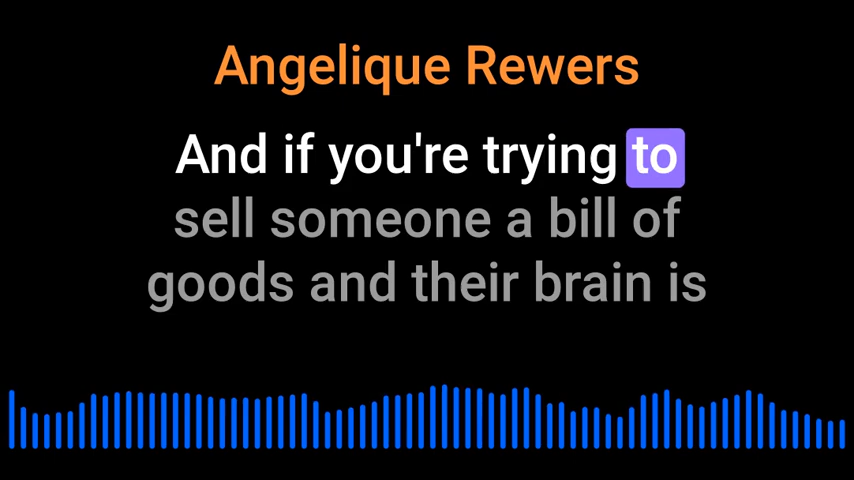 Angelique Rewers
And if you're trying to
sell someone a bill of
goods and their brain is